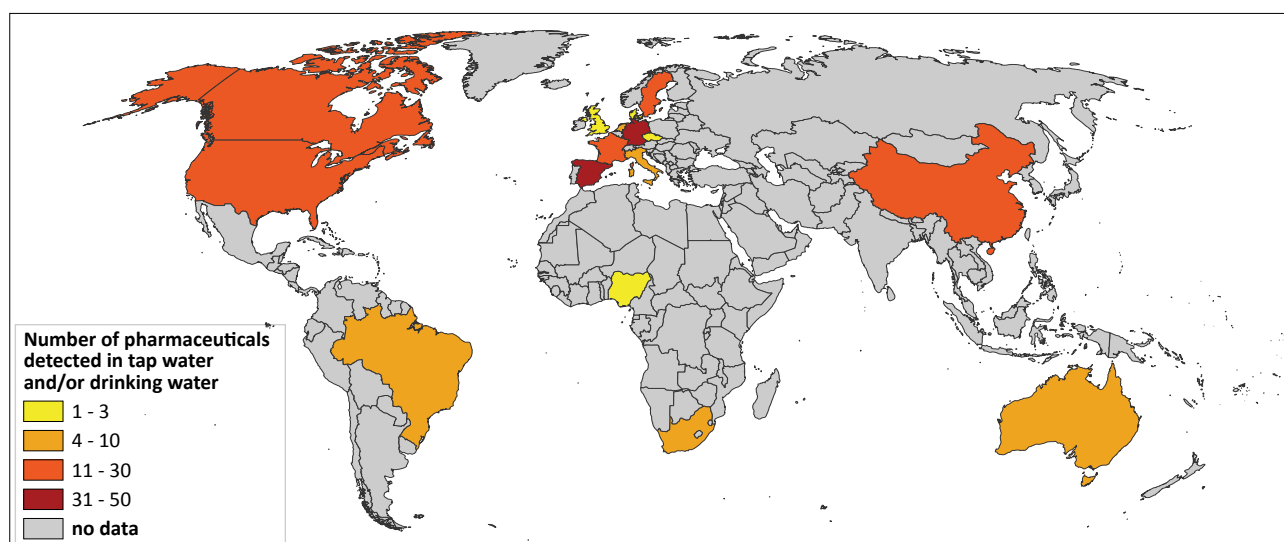 Number of pharmaceuticals
detected in tap water
and/or drinking water
1 - 3
4 - 10
11 - 30
31 - 50
no data